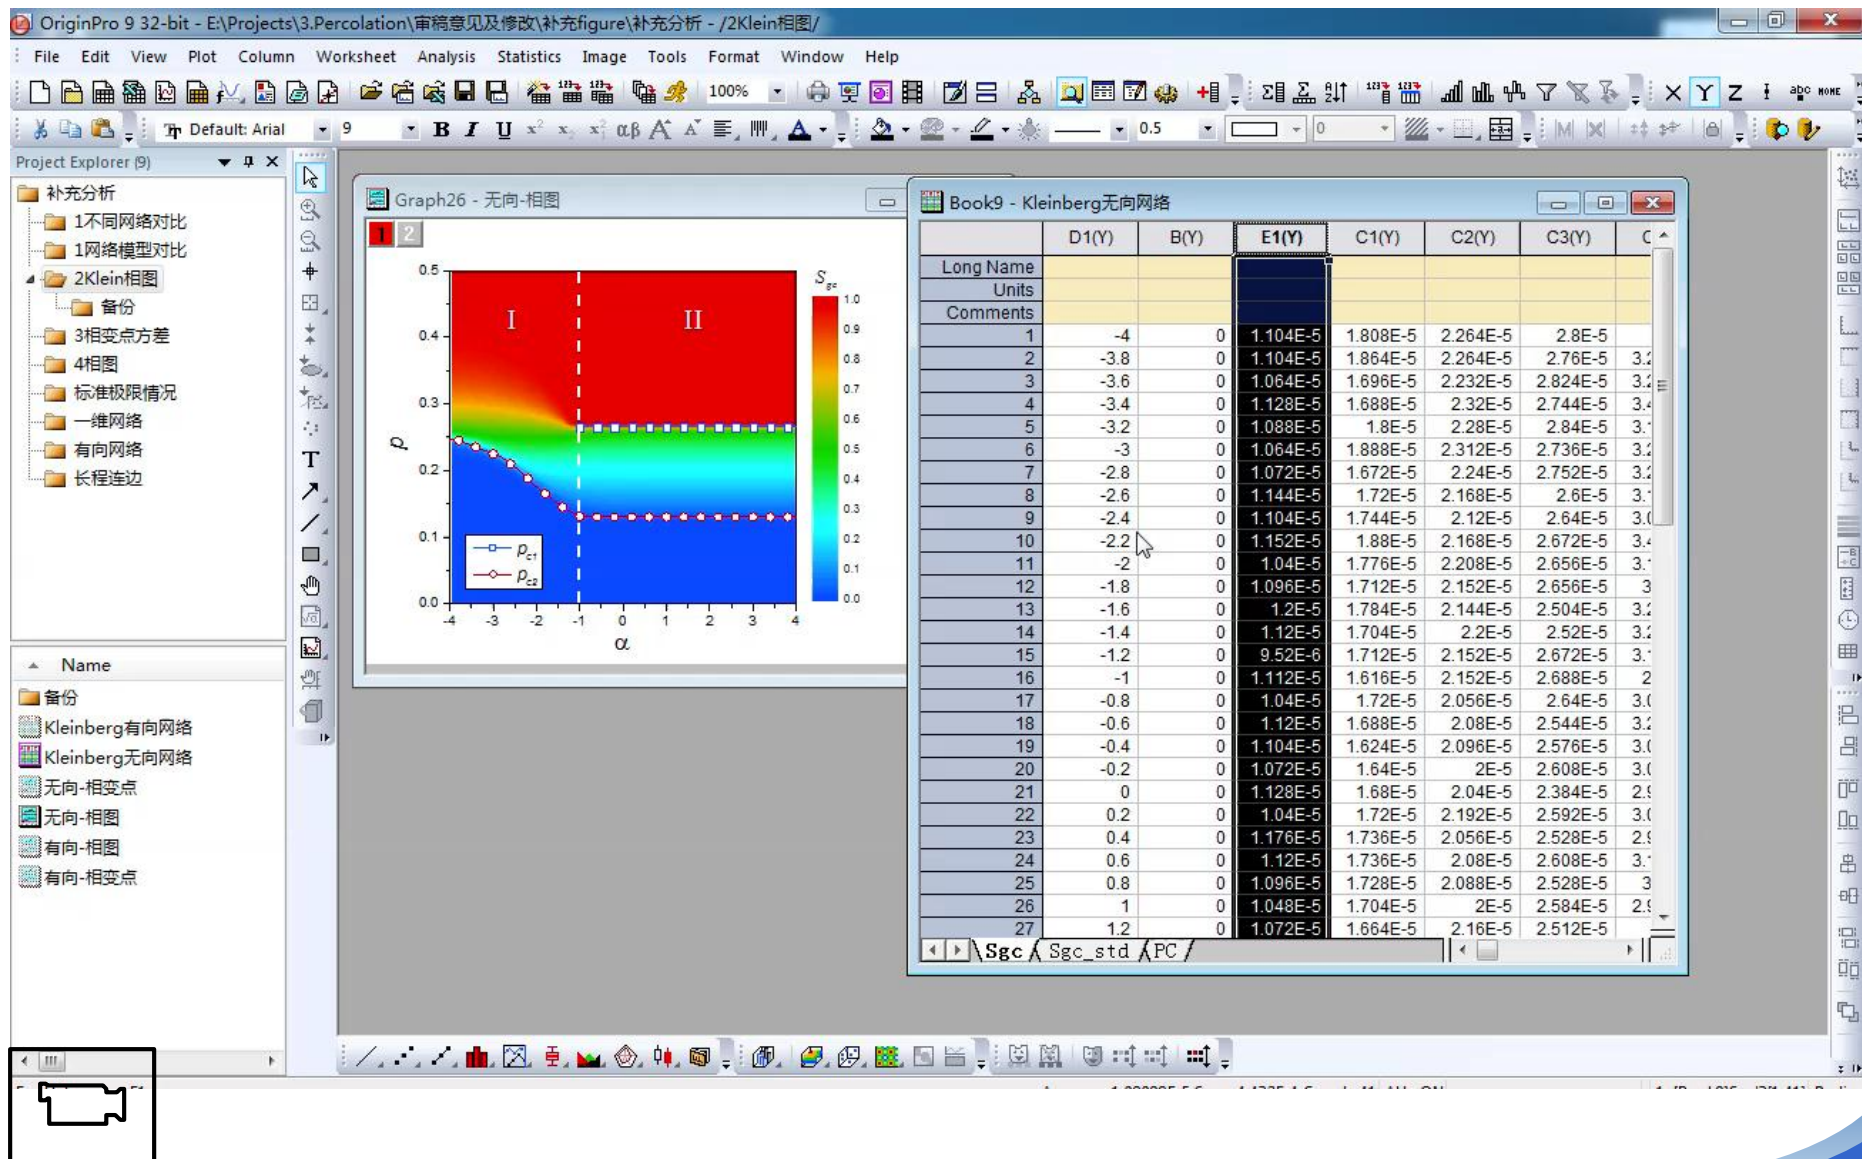 OriginPro 9 32-bit - E:\Projects\3.Percolation\审稿意见及修改\补充figure\补充分析 - /2Klein相图/
File Edit View Plot Column Worksheet Analysis Statistics Image Tools Format Window Help
100%
X Y Z
Default: Arial 9 B I U αβ A 0.5 0
Project Explorer (9)
补充分析
1不同网络对比
1网络模型对比
2Klein相图
备份
3相变点方差
4相图
标准极限情况
一维网络
有向网络
长程连边
Name
备份
Kleinberg有向网络
Kleinberg无向网络
无向-相变点
无向-相图
有向-相图
有向-相变点
Graph26 - 无向-相图
1 2
I II
Sgc
1.0
0.9
0.8
0.7
0.6
0.5
0.4
0.3
0.2
0.1
0.0
p
0.5
0.4
0.3
0.2
0.1
0.0
pc1
pc2
-4 -3 -2 -1 0 1 2 3 4
α
Book9 - Kleinberg无向网络
D1(Y) B(Y) E1(Y) C1(Y) C2(Y) C3(Y)
Long Name
Units
Comments
1 -4 0 1.104E-5 1.808E-5 2.264E-5 2.8E-5
2 -3.8 0 1.104E-5 1.864E-5 2.264E-5 2.76E-5
3 -3.6 0 1.064E-5 1.696E-5 2.232E-5 2.824E-5
4 -3.4 0 1.128E-5 1.688E-5 2.32E-5 2.744E-5
5 -3.2 0 1.088E-5 1.8E-5 2.28E-5 2.84E-5
6 -3 0 1.064E-5 1.888E-5 2.312E-5 2.736E-5
7 -2.8 0 1.072E-5 1.672E-5 2.24E-5 2.752E-5
8 -2.6 0 1.144E-5 1.72E-5 2.168E-5 2.6E-5
9 -2.4 0 1.104E-5 1.744E-5 2.12E-5 2.64E-5
10 -2.2 0 1.152E-5 1.88E-5 2.168E-5 2.672E-5
11 -2 0 1.04E-5 1.776E-5 2.208E-5 2.656E-5
12 -1.8 0 1.096E-5 1.712E-5 2.152E-5 2.656E-5
13 -1.6 0 1.2E-5 1.784E-5 2.144E-5 2.504E-5
14 -1.4 0 1.12E-5 1.704E-5 2.2E-5 2.52E-5
15 -1.2 0 9.52E-6 1.712E-5 2.152E-5 2.672E-5
16 -1 0 1.112E-5 1.616E-5 2.152E-5 2.688E-5
17 -0.8 0 1.04E-5 1.72E-5 2.056E-5 2.64E-5
18 -0.6 0 1.12E-5 1.688E-5 2.08E-5 2.544E-5
19 -0.4 0 1.104E-5 1.624E-5 2.096E-5 2.576E-5
20 -0.2 0 1.072E-5 1.64E-5 2E-5 2.608E-5
21 0 0 1.128E-5 1.68E-5 2.04E-5 2.384E-5
22 0.2 0 1.04E-5 1.72E-5 2.192E-5 2.592E-5
23 0.4 0 1.176E-5 1.736E-5 2.056E-5 2.528E-5
24 0.6 0 1.12E-5 1.736E-5 2.08E-5 2.608E-5
25 0.8 0 1.096E-5 1.728E-5 2.088E-5 2.528E-5
26 1 0 1.048E-5 1.704E-5 2E-5 2.584E-5
27 1.2 0 1.072E-5 1.664E-5 2.16E-5 2.512E-5
Sgc Sgc_std PC